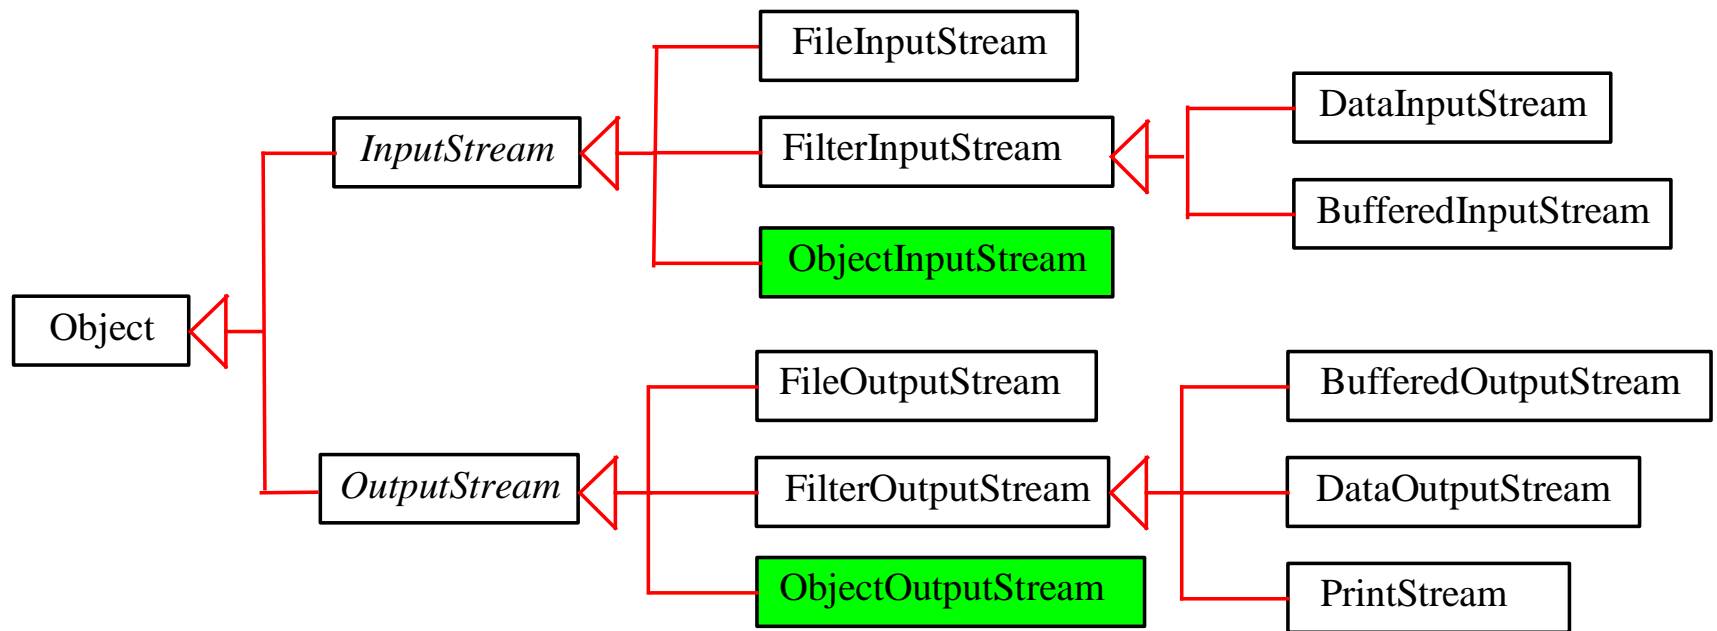 FileInputStream
DataInputStream
InputStream
FilterInputStream
BufferedInputStream
ObjectInputStream
Object
FileOutputStream
BufferedOutputStream
OutputStream
FilterOutputStream
DataOutputStream
ObjectOutputStream
PrintStream